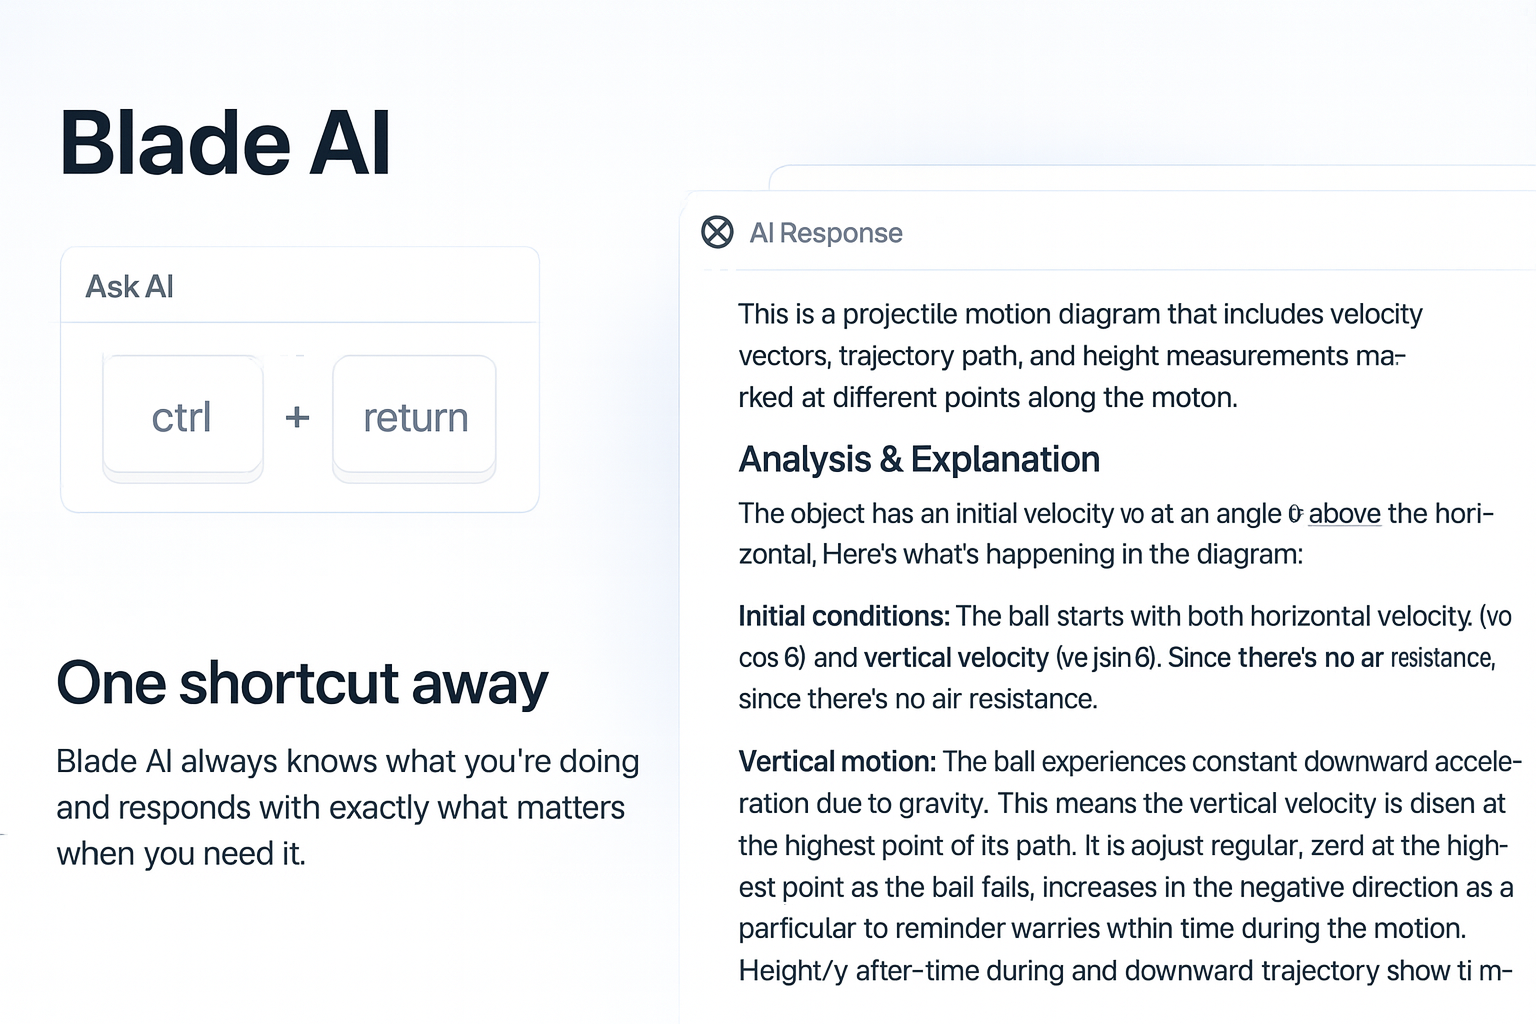 Blade AI
Ask AI
ctrl + return
One shortcut away
Blade AI always knows what you're doing
and responds with exactly what matters
when you need it.
AI Response
This is a projectile motion diagram that includes velocity
vectors, trajectory path, and height measurements ma-
rked at different points along the moton.
Analysis & Explanation
The object has an initial velocity vo at an angle above the hori-
zontal, Here's what's happening in the diagram:
Initial conditions: The ball starts with both horizontal velocity. (vo
cos 6) and vertical velocity (ve jsin 6). Since there's no ar resistance,
since there's no air resistance.
Vertical motion: The ball experiences constant downward accele-
ration due to gravity. This means the vertical velocity is disen at
the highest point of its path. It is aojust regular, zerd at the high-
est point as the bail fails, increases in the negative direction as a
parficular to reminder warries wthin time during the motion.
Height/y after-time during and downward trajectory show ti m-